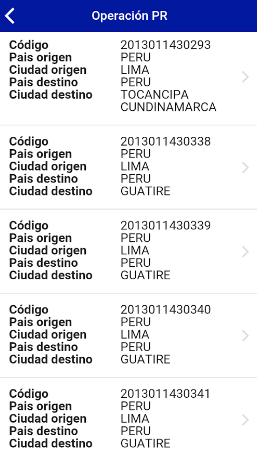 Operación PR
Código 2013011430293
Pais origen PERU
Ciudad origen LIMA
Pais destino PERU
Ciudad destino TOCANCIPA
CUNDINAMARCA
Código 2013011430338
Pais origen PERU
Ciudad origen LIMA
Pais destino PERU
Ciudad destino GUATIRE
Código 2013011430339
Pais origen PERU
Ciudad origen LIMA
Pais destino PERU
Ciudad destino GUATIRE
Código 2013011430340
Pais origen PERU
Ciudad origen LIMA
Pais destino PERU
Ciudad destino GUATIRE
Código 2013011430341
Pais origen PERU
Ciudad origen LIMA
Pais destino PERU
Ciudad destino GUATIRE